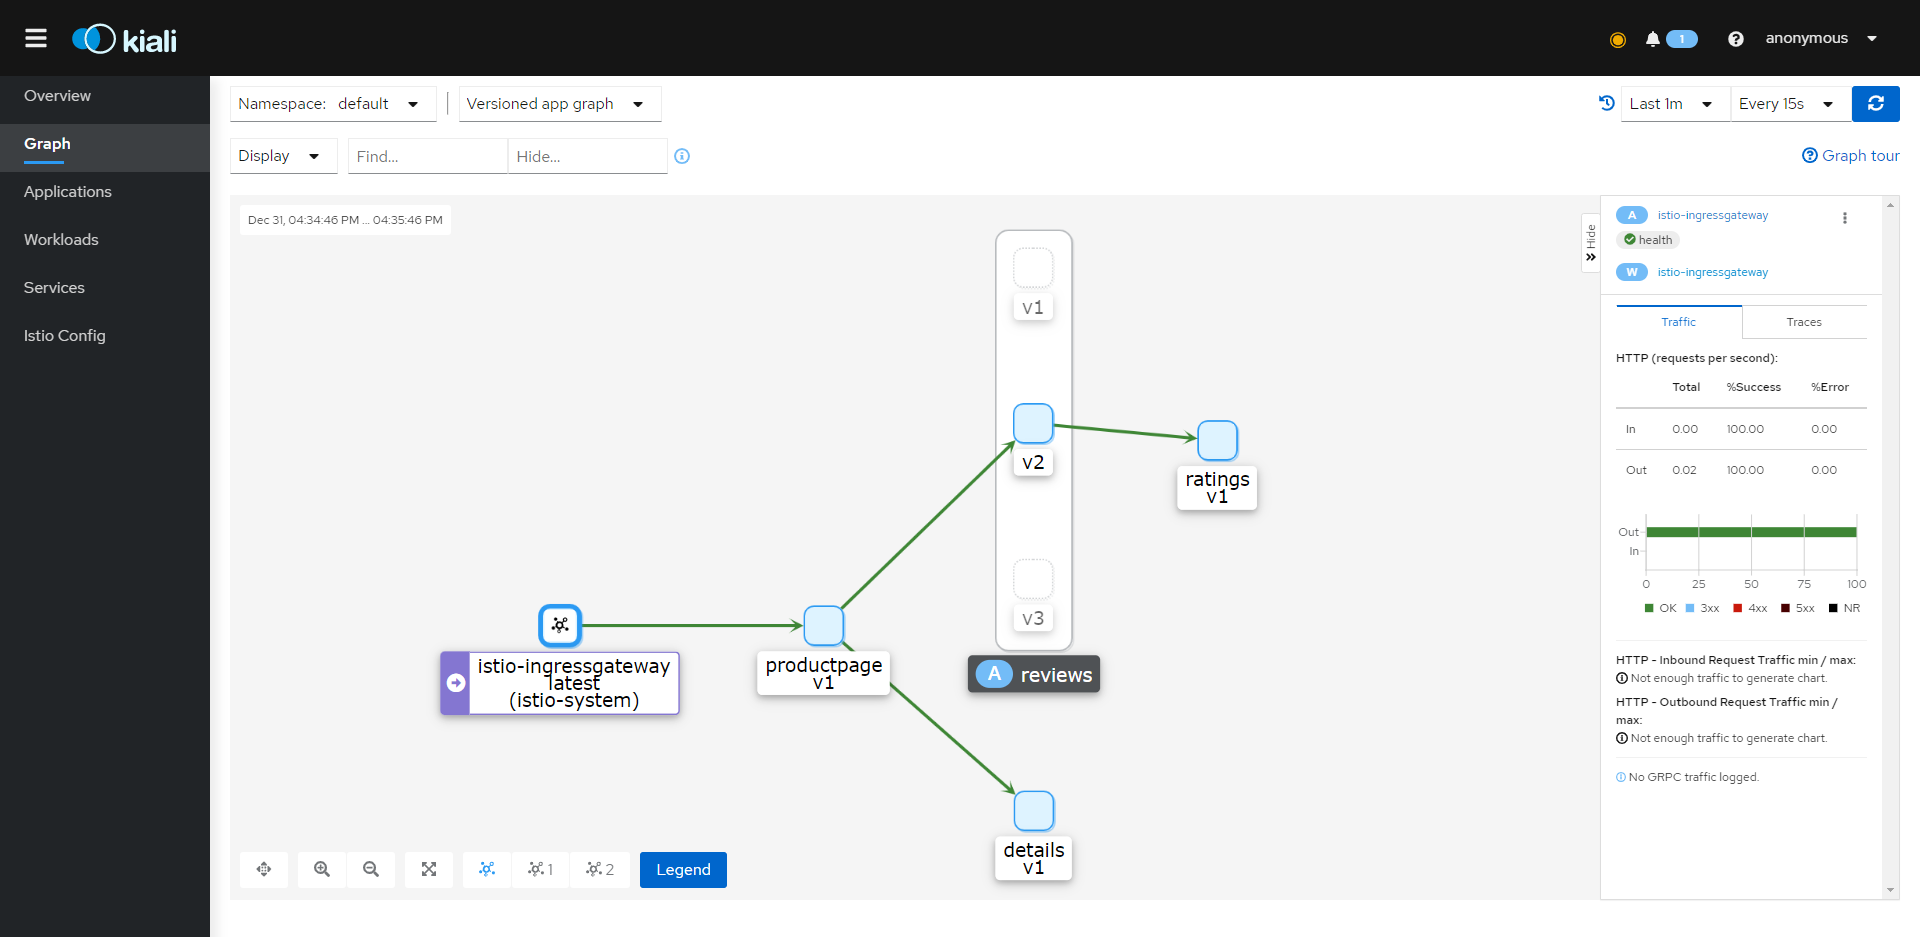 kiali
1
anonymous
Overview
Graph
Applications
Workloads
Services
Istio Config
Namespace: default
Versioned app graph
Last 1m
Every 15s
Display
Find...
Hide...
Graph tour
Dec 31, 04:34:46 PM ... 04:35:46 PM
v1
v2
v3
A reviews
ratings
v1
istio-ingressgateway
latest
(istio-system)
productpage
v1
details
v1
1
2
Legend
Hide
A istio-ingressgateway
health
W istio-ingressgateway
Traffic
Traces
HTTP (requests per second):
Total %Success %Error
In 0.00 100.00 0.00
Out 0.02 100.00 0.00
Out
In
0 25 50 75 100
OK 3xx 4xx 5xx NR
HTTP - Inbound Request Traffic min / max:
Not enough traffic to generate chart.
HTTP - Outbound Request Traffic min /
max:
Not enough traffic to generate chart.
No GRPC traffic logged.